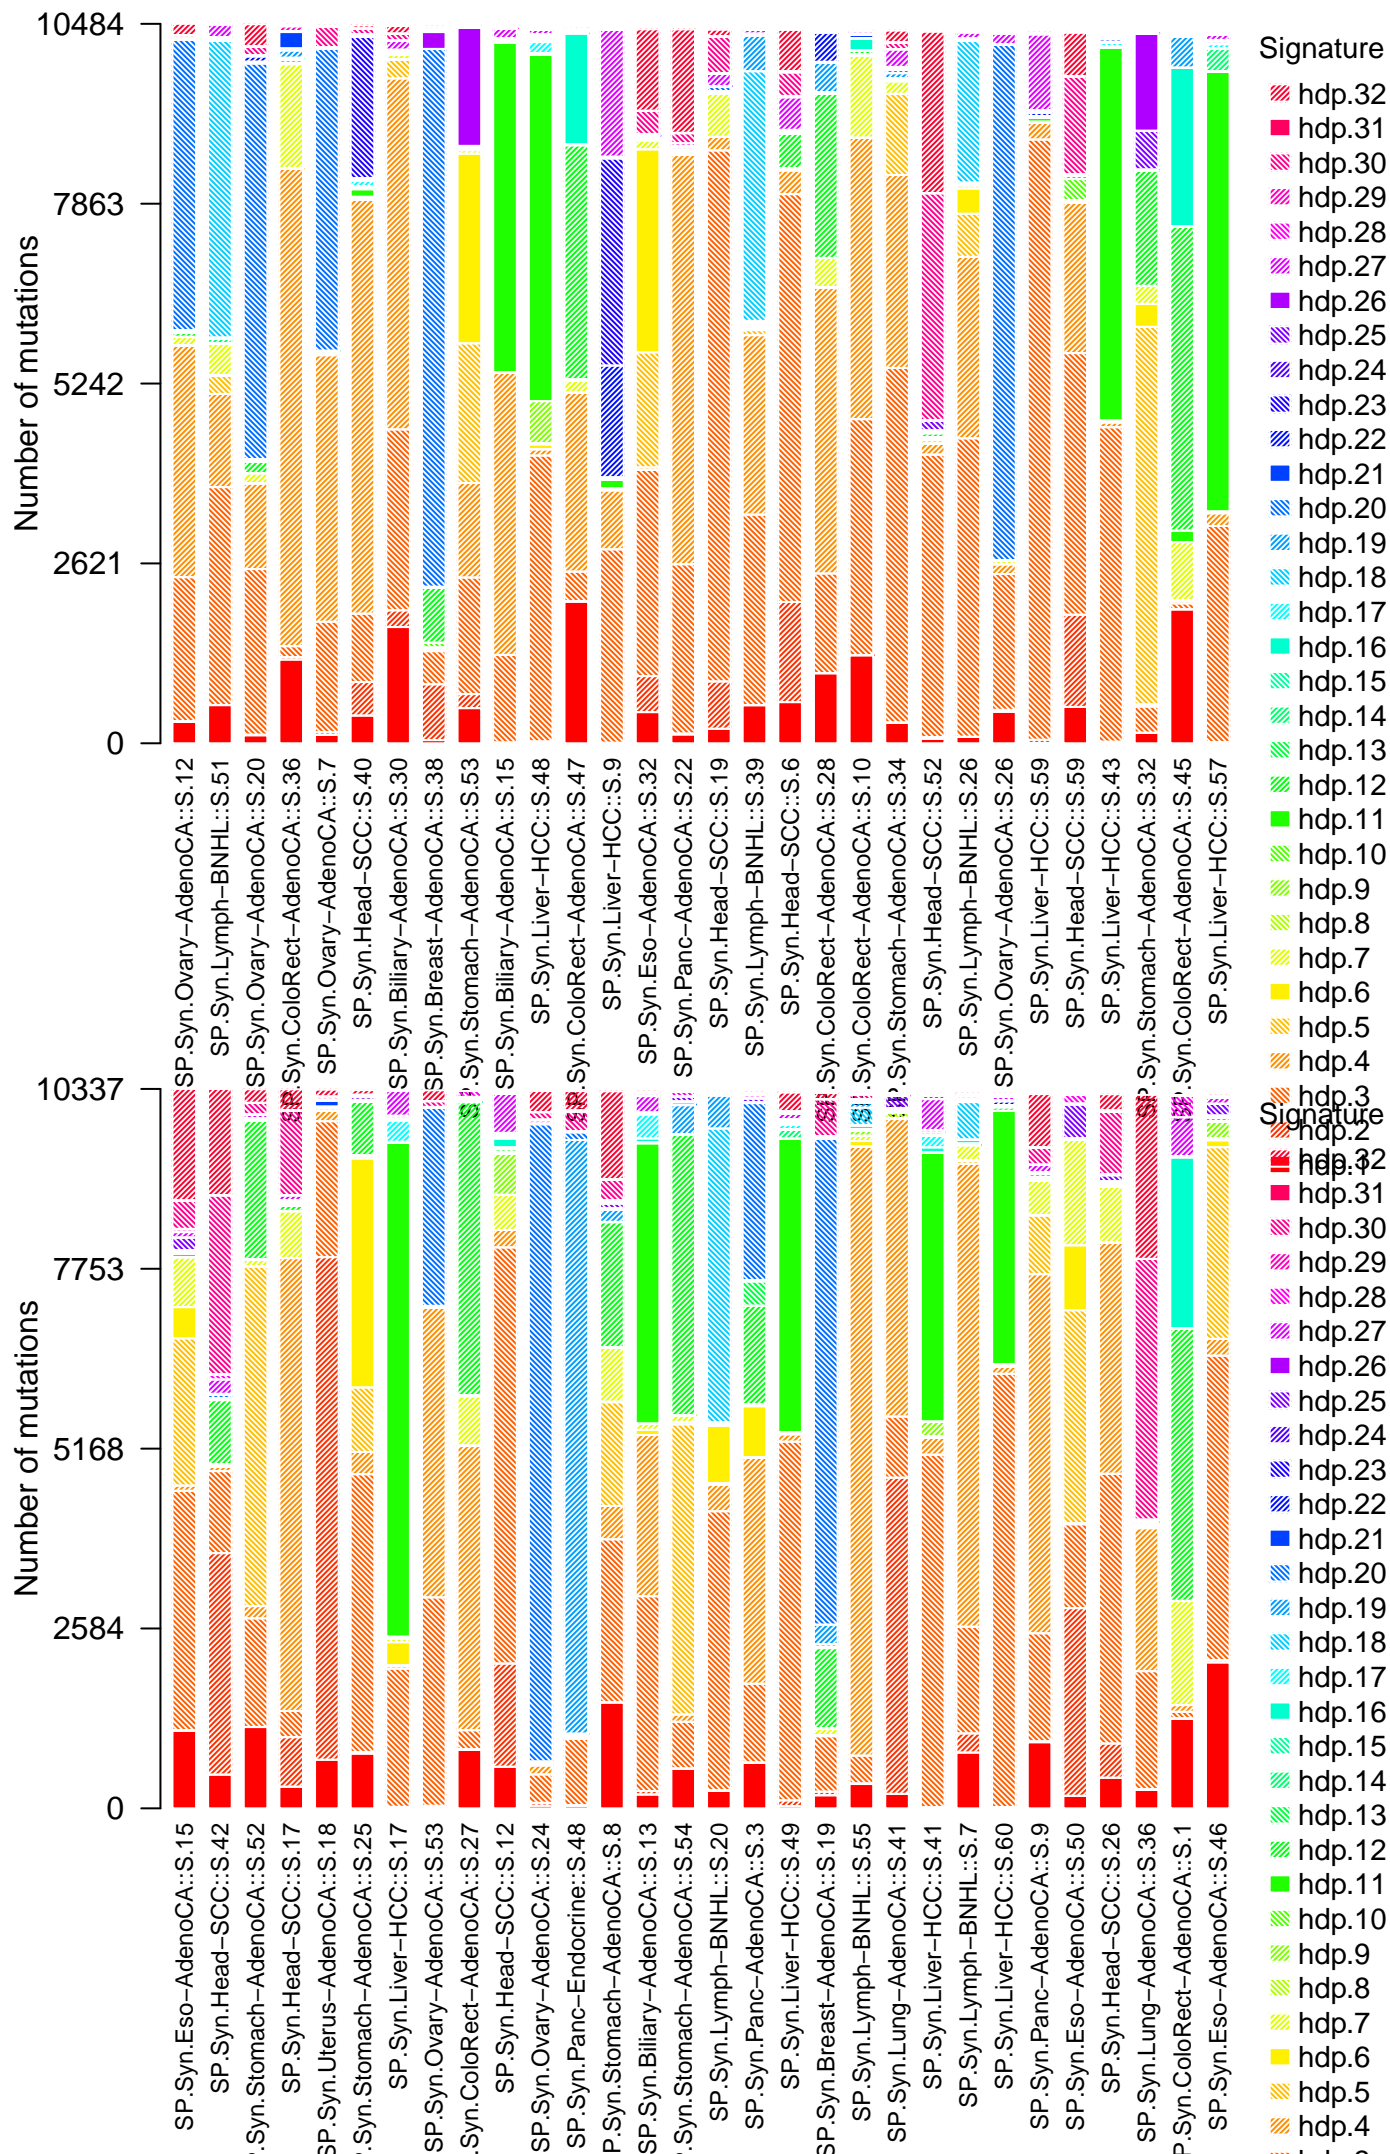 10484
7863
5242
2621
0
Number of mutations
Signature
hdp.32
hdp.31
hdp.30
hdp.29
hdp.28
hdp.27
hdp.26
hdp.25
hdp.24
hdp.23
hdp.22
hdp.21
hdp.20
hdp.19
hdp.18
hdp.17
hdp.16
hdp.15
hdp.14
hdp.13
hdp.12
hdp.11
hdp.10
hdp.9
hdp.8
hdp.7
hdp.6
hdp.5
hdp.4
hdp.3
hdp.2
hdp.1
SP.Syn.Ovary−AdenoCA::S.12
SP.Syn.Lymph−BNHL::S.51
SP.Syn.Ovary−AdenoCA::S.20
SP.Syn.ColoRect−AdenoCA::S.36
SP.Syn.Ovary−AdenoCA::S.7
SP.Syn.Head−SCC::S.40
SP.Syn.Biliary−AdenoCA::S.30
SP.Syn.Breast−AdenoCA::S.38
SP.Syn.Stomach−AdenoCA::S.53
SP.Syn.Biliary−AdenoCA::S.15
SP.Syn.Liver−HCC::S.48
SP.Syn.ColoRect−AdenoCA::S.47
SP.Syn.Liver−HCC::S.9
SP.Syn.Eso−AdenoCA::S.32
SP.Syn.Panc−AdenoCA::S.22
SP.Syn.Head−SCC::S.19
SP.Syn.Lymph−BNHL::S.39
SP.Syn.Head−SCC::S.6
SP.Syn.ColoRect−AdenoCA::S.28
SP.Syn.ColoRect−AdenoCA::S.10
SP.Syn.Stomach−AdenoCA::S.34
SP.Syn.Head−SCC::S.52
SP.Syn.Lymph−BNHL::S.26
SP.Syn.Ovary−AdenoCA::S.26
SP.Syn.Liver−HCC::S.59
SP.Syn.Head−SCC::S.59
SP.Syn.Liver−HCC::S.43
SP.Syn.Stomach−AdenoCA::S.32
SP.Syn.ColoRect−AdenoCA::S.45
SP.Syn.Liver−HCC::S.57
10337
7753
5168
2584
0
Number of mutations
Signature
hdp.32
hdp.31
hdp.30
hdp.29
hdp.28
hdp.27
hdp.26
hdp.25
hdp.24
hdp.23
hdp.22
hdp.21
hdp.20
hdp.19
hdp.18
hdp.17
hdp.16
hdp.15
hdp.14
hdp.13
hdp.12
hdp.11
hdp.10
hdp.9
hdp.8
hdp.7
hdp.6
hdp.5
hdp.4
SP.Syn.Eso−AdenoCA::S.15
SP.Syn.Head−SCC::S.42
P.Syn.Stomach−AdenoCA::S.52
SP.Syn.Head−SCC::S.17
SP.Syn.Uterus−AdenoCA::S.18
P.Syn.Stomach−AdenoCA::S.25
SP.Syn.Liver−HCC::S.17
SP.Syn.Ovary−AdenoCA::S.53
.Syn.ColoRect−AdenoCA::S.27
SP.Syn.Head−SCC::S.12
SP.Syn.Ovary−AdenoCA::S.24
SP.Syn.Panc−Endocrine::S.48
SP.Syn.Stomach−AdenoCA::S.8
SP.Syn.Biliary−AdenoCA::S.13
P.Syn.Stomach−AdenoCA::S.54
SP.Syn.Lymph−BNHL::S.20
SP.Syn.Panc−AdenoCA::S.3
SP.Syn.Liver−HCC::S.49
SP.Syn.Breast−AdenoCA::S.19
SP.Syn.Lymph−BNHL::S.55
SP.Syn.Lung−AdenoCA::S.41
SP.Syn.Liver−HCC::S.41
SP.Syn.Lymph−BNHL::S.7
SP.Syn.Liver−HCC::S.60
SP.Syn.Panc−AdenoCA::S.9
SP.Syn.Eso−AdenoCA::S.50
SP.Syn.Head−SCC::S.26
SP.Syn.Lung−AdenoCA::S.36
P.Syn.ColoRect−AdenoCA::S.1
SP.Syn.Eso−AdenoCA::S.46